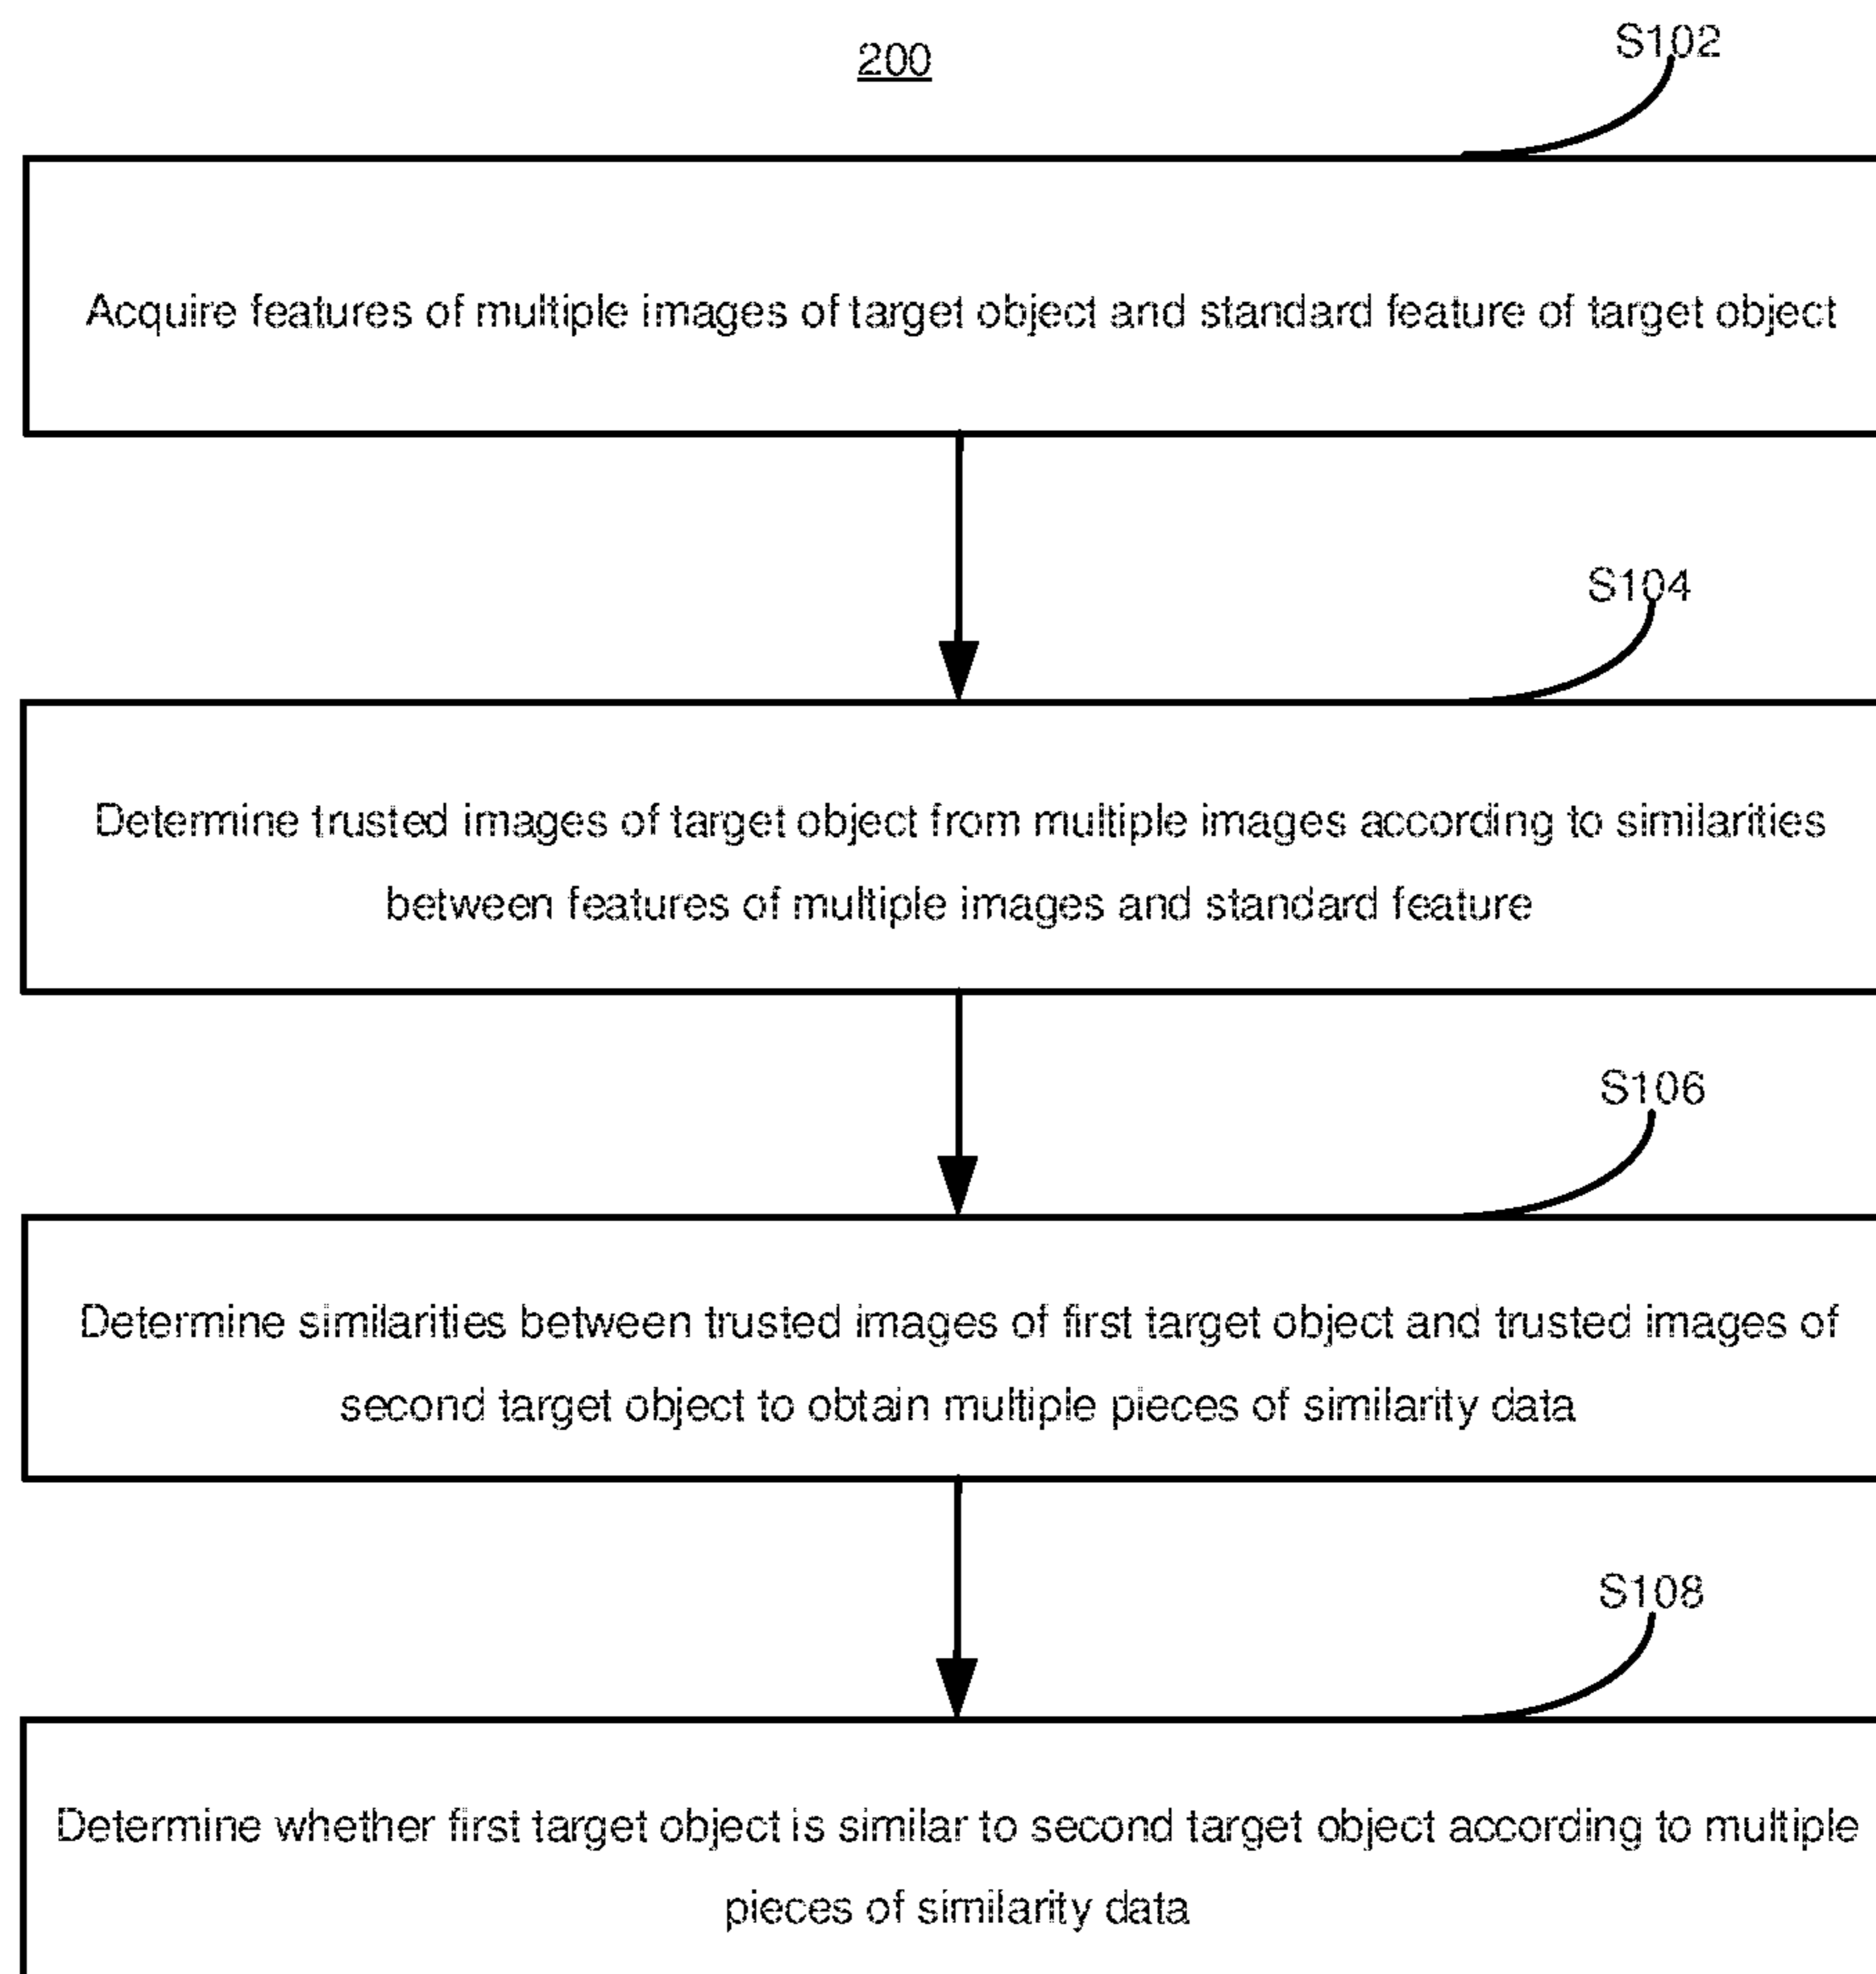 200
S102
Acquire features of multiple images of target object and standard feature of target object
S104
Determine trusted images of target object from multiple images according to similarities
between features of multiple images and standard feature
S106
Determine similarities between trusted images of first target object and trusted images of
second target object to obtain multiple pieces of similarity data
S108
Determine whether first target object is similar to second target object according to multiple
pieces of similarity data